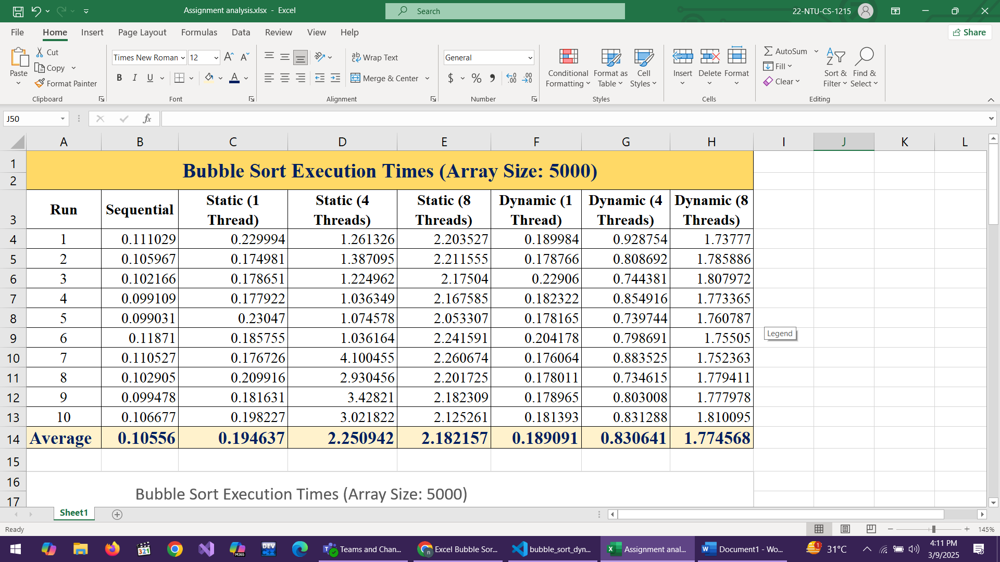 Assignment analysis.xlsx - Excel
Search
22-NTU-CS-1215
File Home Insert Page Layout Formulas Data Review View Help
Share
Paste
Cut
Copy
Format Painter
Clipboard
Times New Roman 12
B I U
Font
Wrap Text
Merge & Center
Alignment
General
$ % 9 .00 .00
Number
Conditional Formatting
Format as Table
Cell Styles
Styles
Insert Delete Format
Cells
AutoSum
Fill
Clear
Sort & Filter
Find & Select
Editing
J50
fx
A B C D E F G H I J K L
1
2
Bubble Sort Execution Times (Array Size: 5000)
3 Run Sequential Static (1 Thread) Static (4 Threads) Static (8 Threads) Dynamic (1 Thread) Dynamic (4 Threads) Dynamic (8 Threads)
4 1 0.111029 0.229994 1.261326 2.203527 0.189984 0.928754 1.73777
5 2 0.105967 0.174981 1.387095 2.211555 0.178766 0.808692 1.785886
6 3 0.102166 0.178651 1.224962 2.17504 0.22906 0.744381 1.807972
7 4 0.099109 0.177922 1.036349 2.167585 0.182322 0.854916 1.773365
8 5 0.099031 0.23047 1.074578 2.053307 0.178165 0.739744 1.760787
9 6 0.11871 0.185755 1.036164 2.241591 0.204178 0.798691 1.75505
Legend
10 7 0.110527 0.176726 4.100455 2.260674 0.176064 0.883525 1.752363
11 8 0.102905 0.209916 2.930456 2.201725 0.178011 0.734615 1.779411
12 9 0.099478 0.181631 3.42821 2.182309 0.178965 0.803008 1.777978
13 10 0.106677 0.198227 3.021822 2.125261 0.181393 0.831288 1.810095
14 Average 0.10556 0.194637 2.250942 2.182157 0.189091 0.830641 1.774568
15
16
Bubble Sort Execution Times (Array Size: 5000)
17
Sheet1
Ready
145%
Teams and Chan...
Excel Bubble Sor...
bubble_sort_dyn...
Assignment anal...
Document1 - Wo...
31°C
4:11 PM
3/9/2025